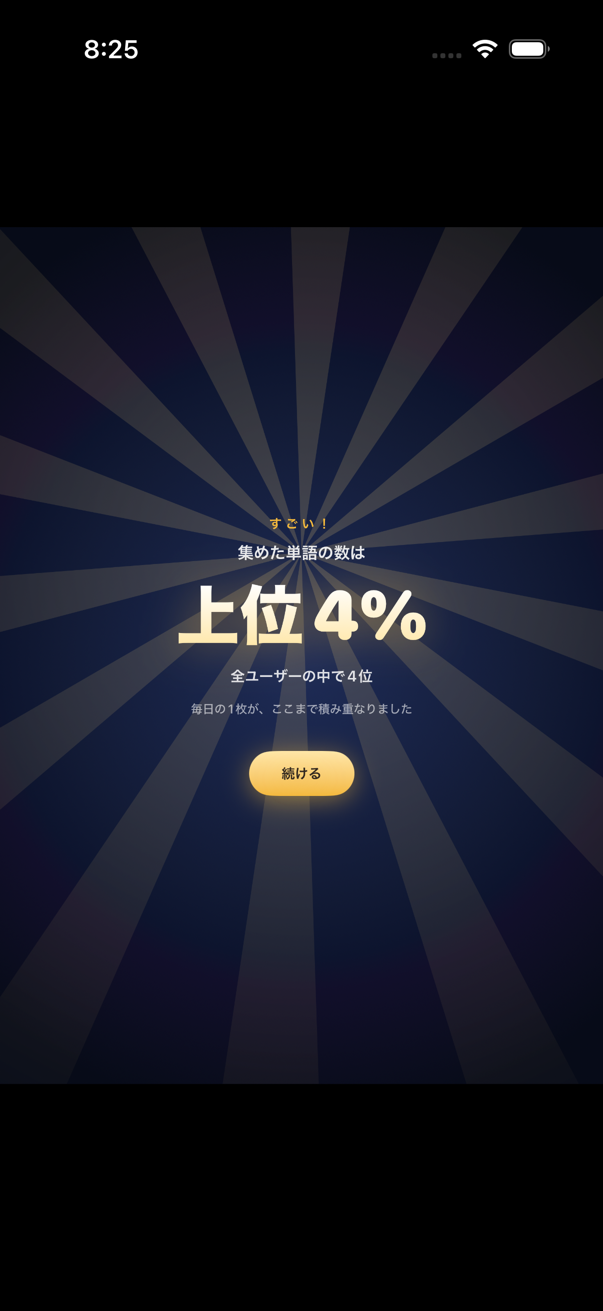 8:25
すごい！
集めた単語の数は
上位 4%
全ユーザーの中で4位
毎日の1枚が、ここまで積み重なりました
続ける